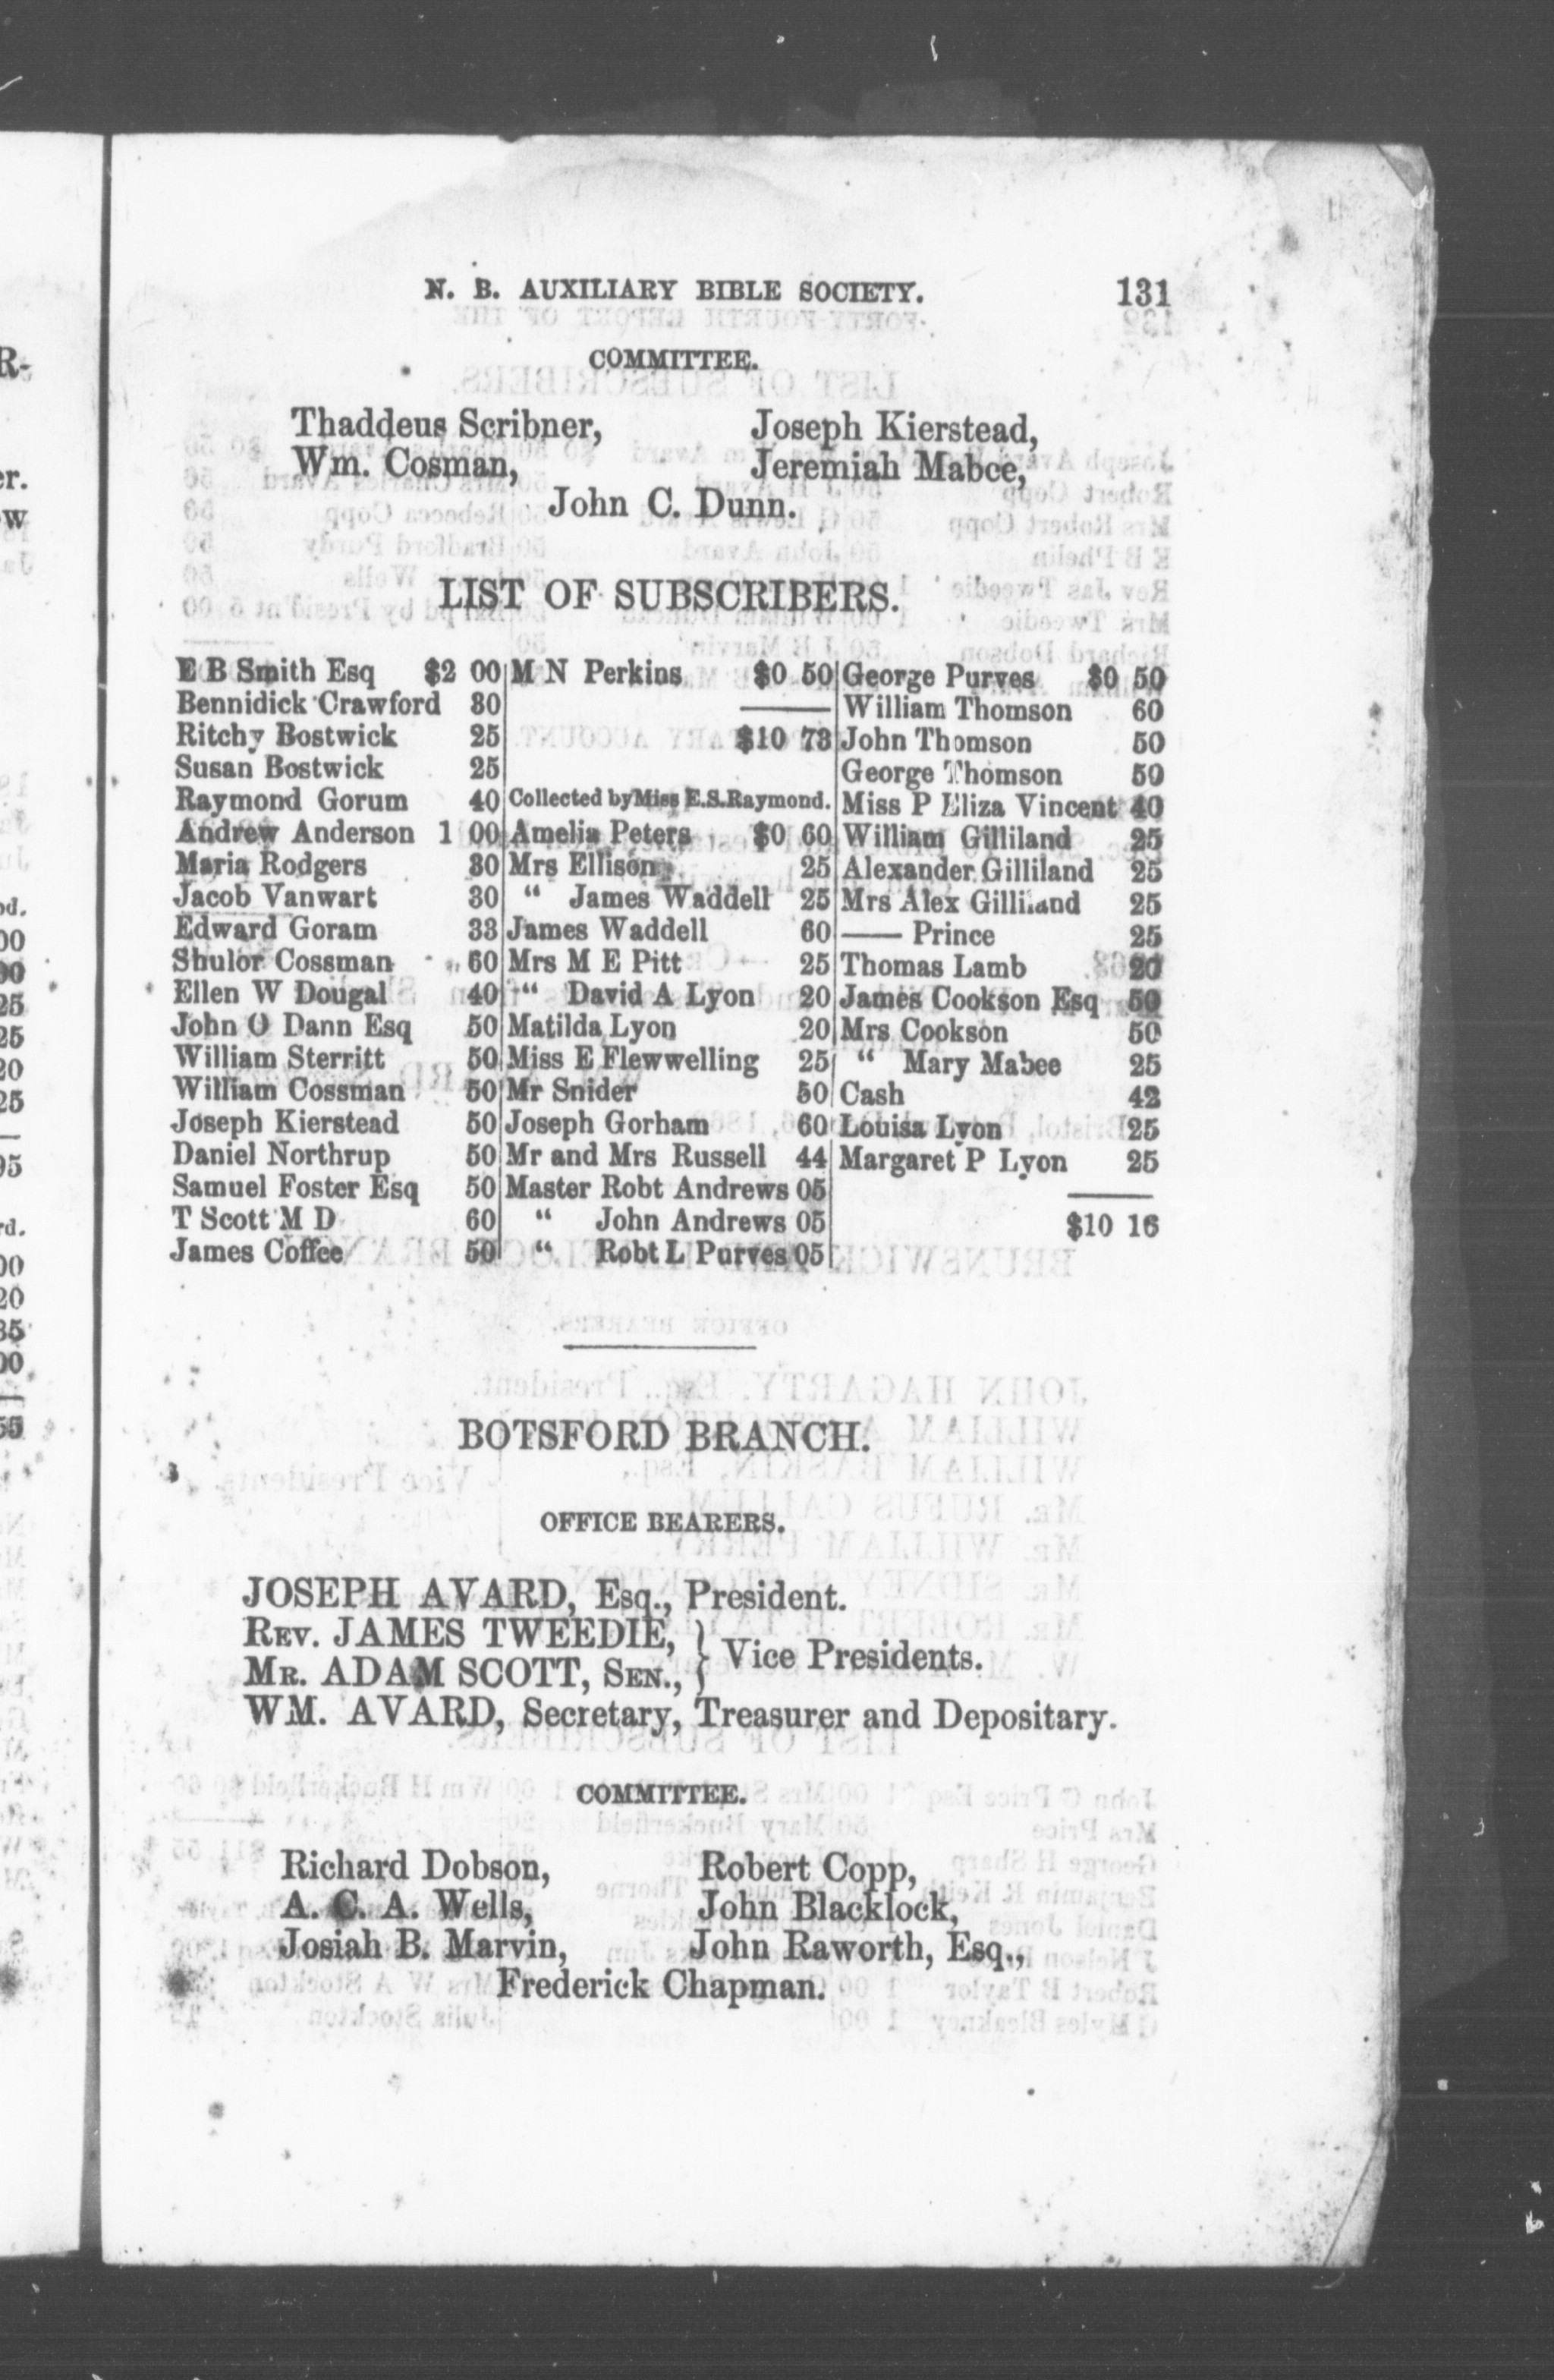 N. B. AUXILIARY BIBLE SOCIETY. 131
COMMITTEE.
Thaddeus Scribner, Joseph Kierstead,
Wm. Cosman, Jeremiah Mabee,
John C. Dunn.
LIST OF SUBSCRIBERS.
E B Smith Esq $2 00
Bennidick Crawford 30
Ritchy Bostwick 25
Susan Bostwick 25
Raymond Gorum 40
Andrew Anderson 1 00
Maria Rodgers 30
Jacob Vanwart 30
Edward Goram 33
Shulor Cossman 60
Ellen W Dougal 40
John O Dann Esq 50
William Sterritt 50
William Cossman 50
Joseph Kierstead 50
Daniel Northrup 50
Samuel Foster Esq 50
T Scott M D 60
James Coffee 50
M N Perkins $0 50
$10 73
Collected by Miss E.S.Raymond.
Amelia Peters $0 60
Mrs Ellison 25
“ James Waddell 25
James Waddell 60
Mrs M E Pitt 25
“ David A Lyon 20
Matilda Lyon 20
Miss E Flewwelling 25
Mr Snider 50
Joseph Gorham 60
Mr and Mrs Russell 44
Master Robt Andrews 05
“ John Andrews 05
“ Robt L Purves 05
George Purves $0 50
William Thomson 60
John Thomson 50
George Thomson 50
Miss P Eliza Vincent 40
William Gilliland 25
Alexander Gilliland 25
Mrs Alex Gilliland 25
—— Prince 25
Thomas Lamb 20
James Cookson Esq 50
Mrs Cookson 50
“ Mary Mabee 25
Cash 42
Louisa Lyon 25
Margaret P Lyon 25
$10 16
BOTSFORD BRANCH.
OFFICE BEARERS.
JOSEPH AVARD, Esq., President.
REV. JAMES TWEEDIE, } Vice Presidents.
MR. ADAM SCOTT, SEN., }
WM. AVARD, Secretary, Treasurer and Depositary.
COMMITTEE.
Richard Dobson, Robert Copp,
A. C. A. Wells, John Blacklock,
Josiah B. Marvin, John Raworth, Esq.,
Frederick Chapman.